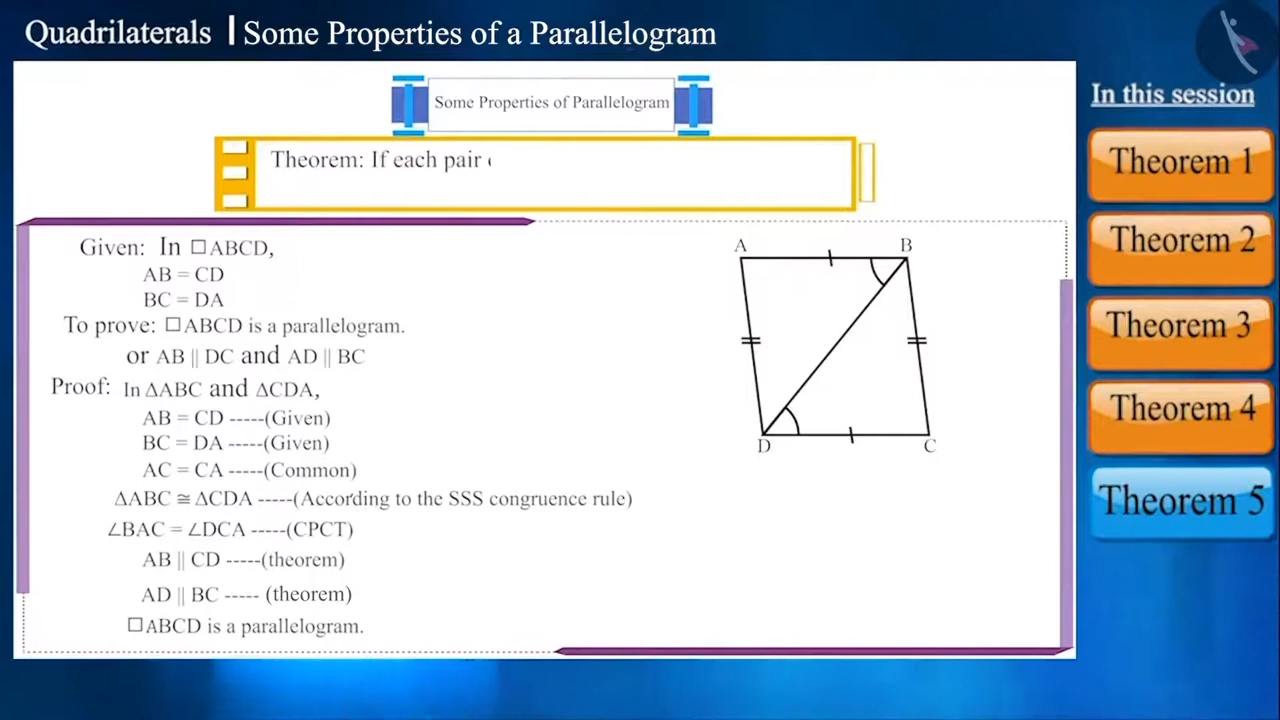 Quadrilaterals | Some Properties of a Parallelogram
In this session
Some Properties of Parallelogram
Theorem: If each pair
Theorem 1
Theorem 2
Theorem 3
Theorem 4
Theorem 5
Given: In □ABCD,
AB = CD
BC = DA
To prove: □ABCD is a parallelogram.
or AB || DC and AD || BC
Proof: In ΔABC and ΔCDA,
AB = CD -----(Given)
BC = DA -----(Given)
AC = CA -----(Common)
ΔABC ≅ ΔCDA -----(According to the SSS congruence rule)
∠BAC = ∠DCA -----(CPCT)
AB || CD -----(theorem)
AD || BC ----- (theorem)
□ABCD is a parallelogram.
A B
D C